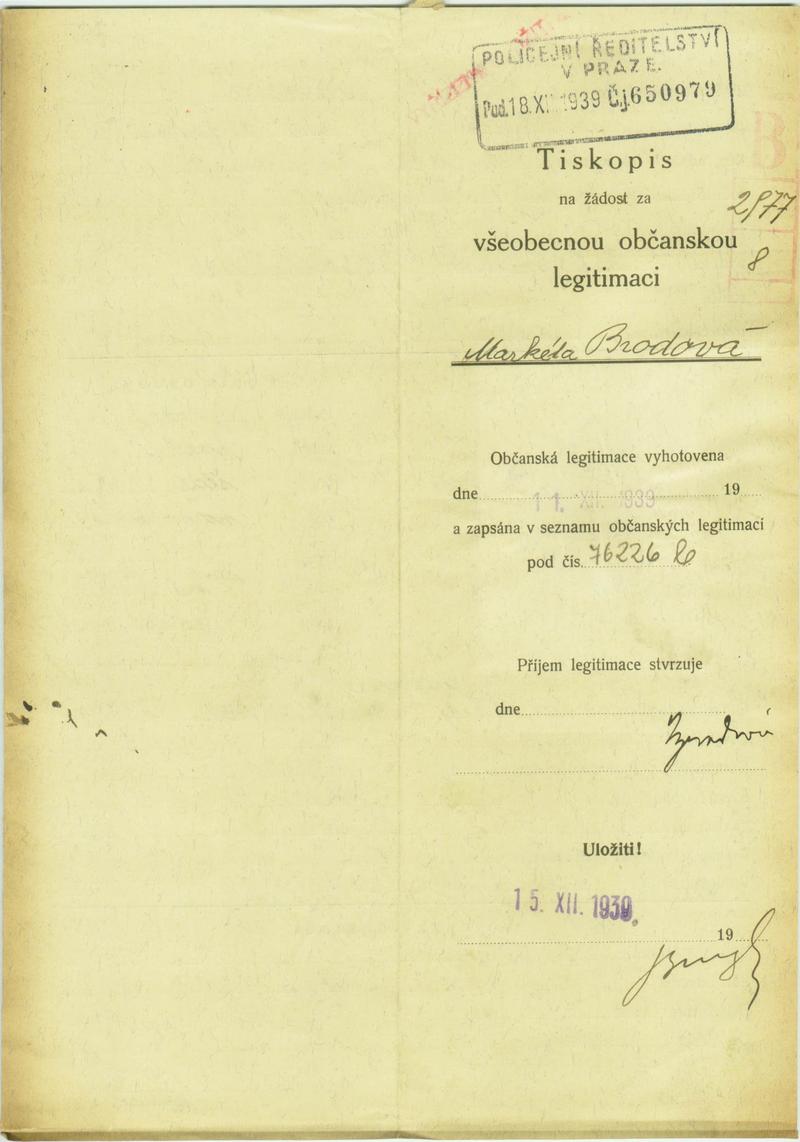 POLICEJNÍ ŘEDITELSTVÍ
V PRAZE.
Pod. 18. XI. 1939 Č.j. 650979
Tiskopis
na žádost za
všeobecnou občanskou
legitimaci
8
Markéta Brodová
Občanská legitimace vyhotovena
dne 11. XII. 1939 19
a zapsána v seznamu občanských legitimací
pod čís. 76226
Příjem legitimace stvrzuje
dne
Uložiti!
15. XII. 1939.
19